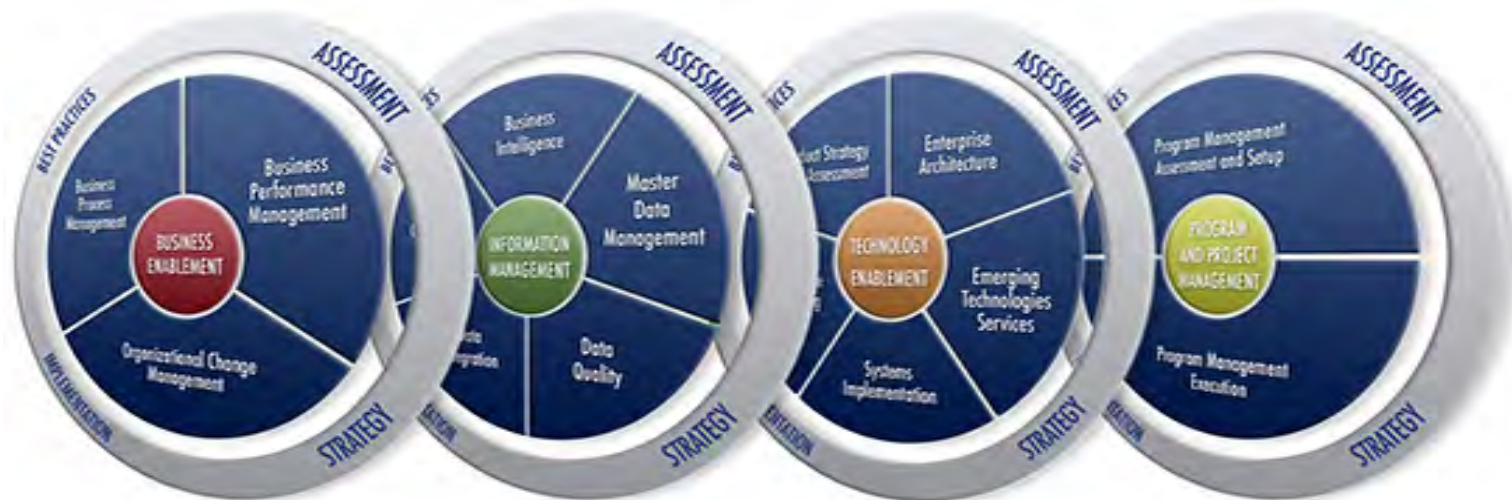 BEST PRACTICES
ASSESSMENT
Business
Process
Management
Business
Performance
Management
BUSINESS
ENABLEMENT
Organizational Change
Management
IMPLEMENTATION
STRATEGY
ASSESSMENT
Business
Intelligence
Master
Data
Management
INFORMATION
MANAGEMENT
Data
Quality
STRATEGY
ASSESSMENT
Strategy
Assessment
Enterprise
Architecture
TECHNOLOGY
ENABLEMENT
Emerging
Technologies
Services
Systems
Implementation
STRATEGY
ASSESSMENT
Program Management
Assessment and Setup
PROGRAM
AND PROJECT
MANAGEMENT
Program Management
Execution
STRATEGY